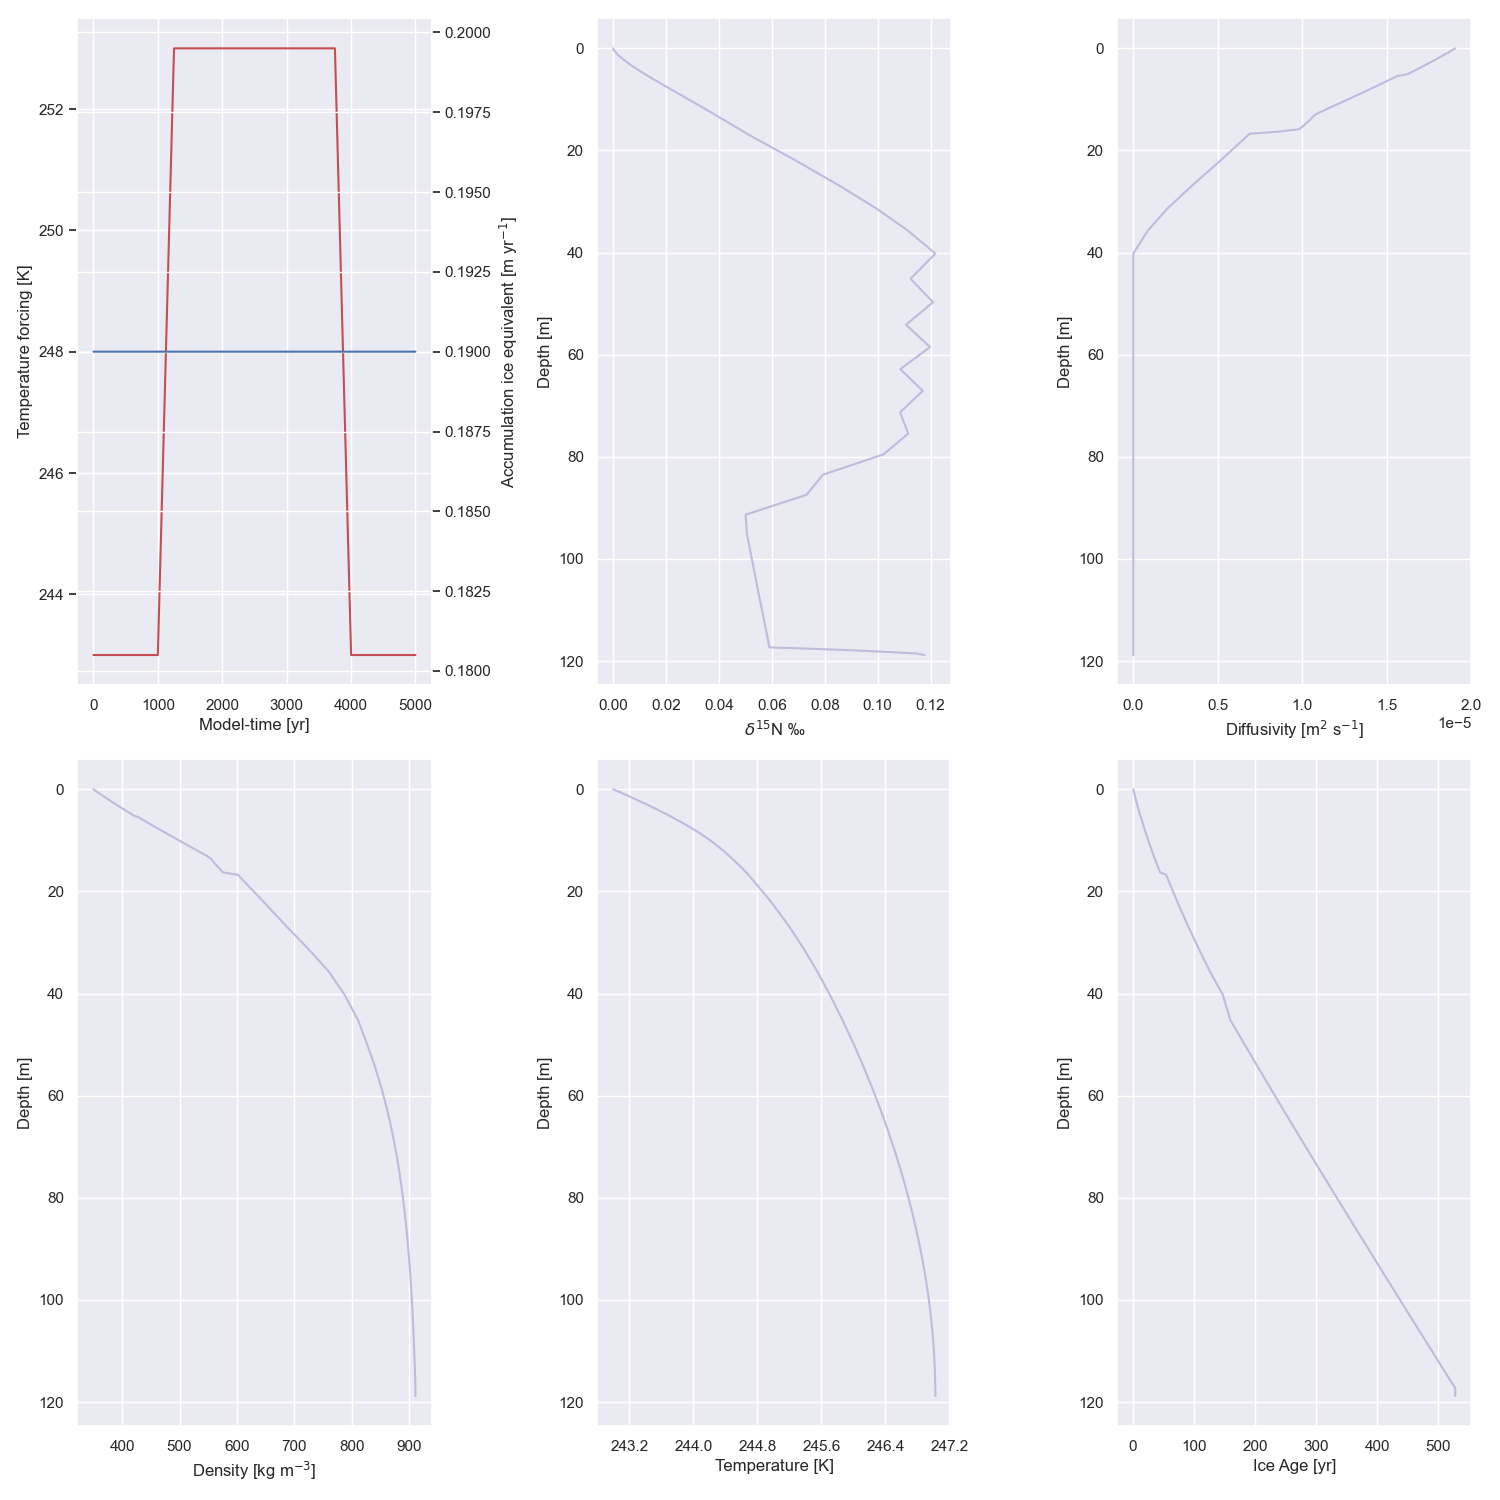 252
250
248
246
244
Temperature forcing [K]
0.2000
0.1975
0.1950
0.1925
0.1900
0.1875
0.1850
0.1825
0.1800
Accumulation ice equivalent [m yr⁻¹]
0 1000 2000 3000 4000 5000
Model-time [yr]
0
20
40
60
80
100
120
Depth [m]
0.00 0.02 0.04 0.06 0.08 0.10 0.12
δ¹⁵N ‰
0
20
40
60
80
100
120
Depth [m]
0.0 0.5 1.0 1.5 2.0
1e−5
Diffusivity [m² s⁻¹]
0
20
40
60
80
100
120
Depth [m]
400 500 600 700 800 900
Density [kg m⁻³]
0
20
40
60
80
100
120
Depth [m]
243.2 244.0 244.8 245.6 246.4 247.2
Temperature [K]
0
20
40
60
80
100
120
Depth [m]
0 100 200 300 400 500
Ice Age [yr]